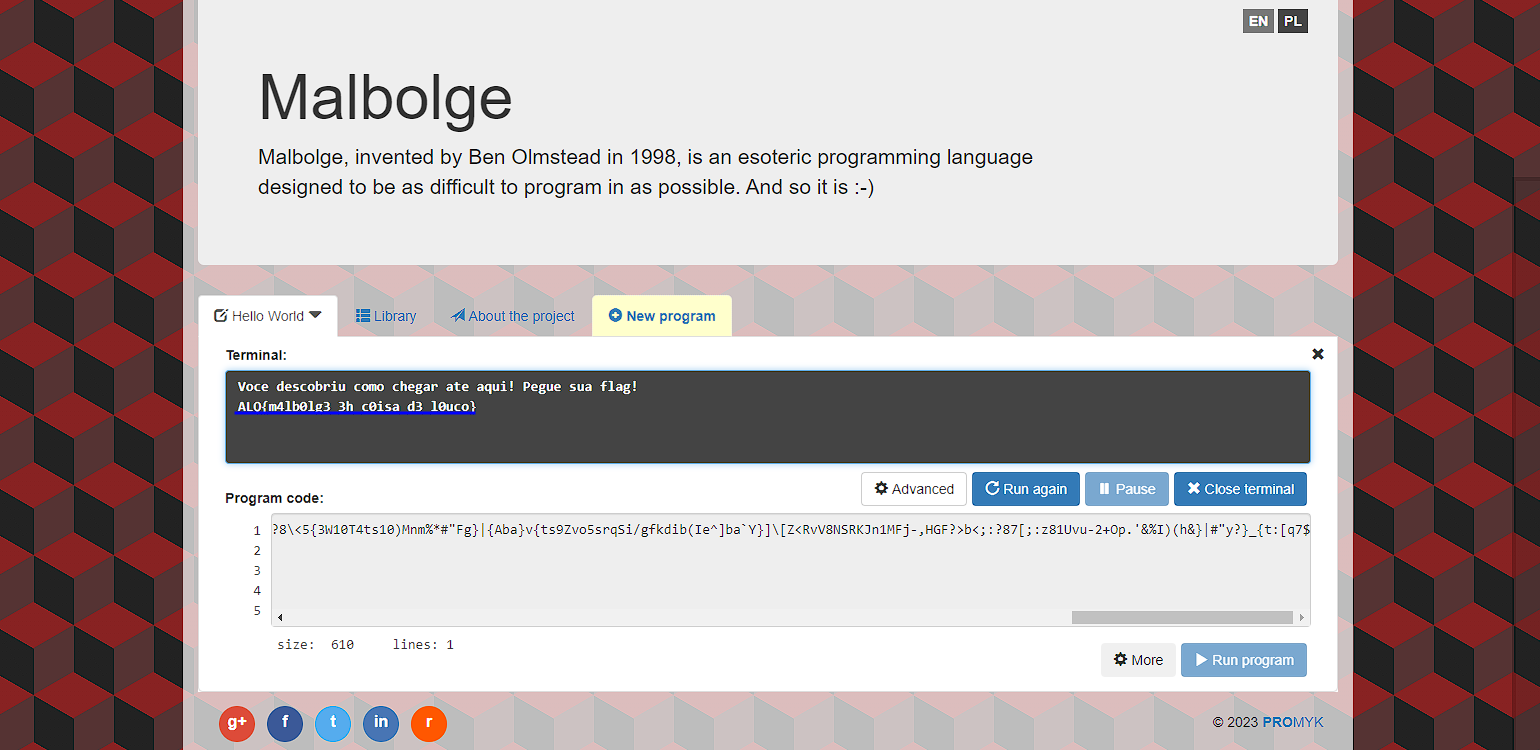 EN PL
Malbolge
Malbolge, invented by Ben Olmstead in 1998, is an esoteric programming language
designed to be as difficult to program in as possible. And so it is :-)
Hello World
Library
About the project
New program
Terminal:
Voce descobriu como chegar ate aqui! Pegue sua flag!
ALQ{m4lb0lg3_3h_c0isa_d3_l0uco}
Advanced
Run again
Pause
Close terminal
Program code:
1 ?8\<5{3W10T4ts10)Mnm%*#"Fg}|{Aba}v{ts9Zvo5srqSi/gfkdib(Ie^]ba`Y}]\[Z<RvV8NSRKJn1MFj-,HGF?>b<;:?87[;:z81Uvu-2+Op.'&%I)(h&}|#"y?}_{t:[q7$
2
3
4
5
size: 610 lines: 1
More
Run program
g+ f t in r
© 2023 PROMYK